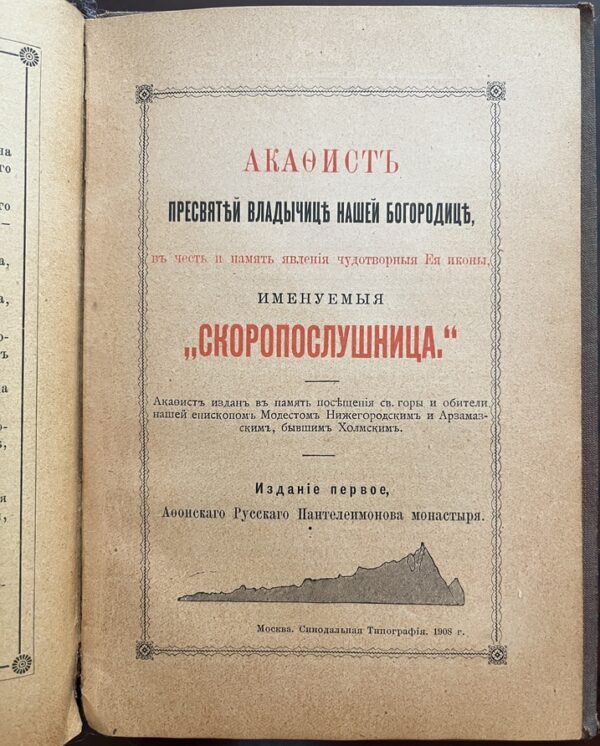 АКАѲИСТЪ
ПРЕСВЯТѢЙ ВЛАДЫЧИЦѢ НАШЕЙ БОГОРОДИЦѢ,
въ честь и память явленія чудотворныя Ея иконы,
ИМЕНУЕМЫЯ
„СКОРОПОСЛУШНИЦА.“
Акаѳистъ изданъ въ память посѣщенія св. горы и обители
нашей епископомъ Модестомъ Нижегородскимъ и Арзамаз-
скимъ, бывшимъ Холмскимъ.
Изданіе первое,
Аѳонскаго Русскаго Пантелеимонова монастыря.
Москва. Синодальная Типографія. 1908 г.